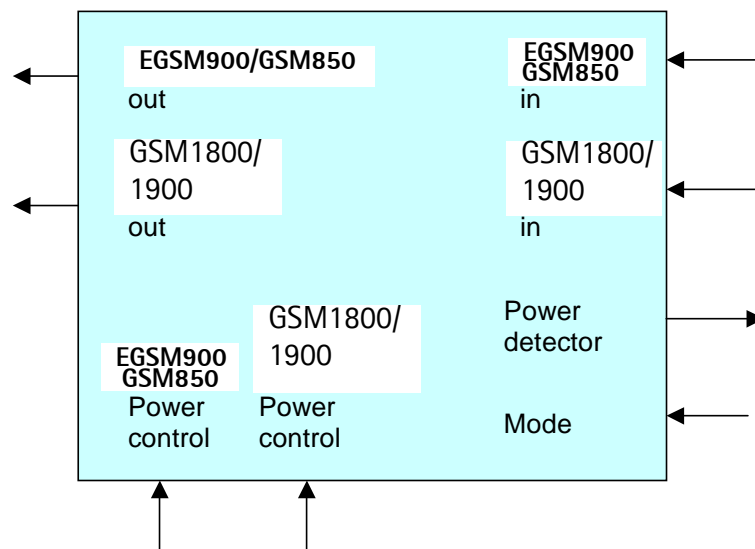 EGSM900/GSM850
out
EGSM900
GSM850
in
GSM1800/
1900
out
GSM1800/
1900
in
EGSM900
GSM850
Power
control
GSM1800/
1900
Power
control
Power
detector
Mode